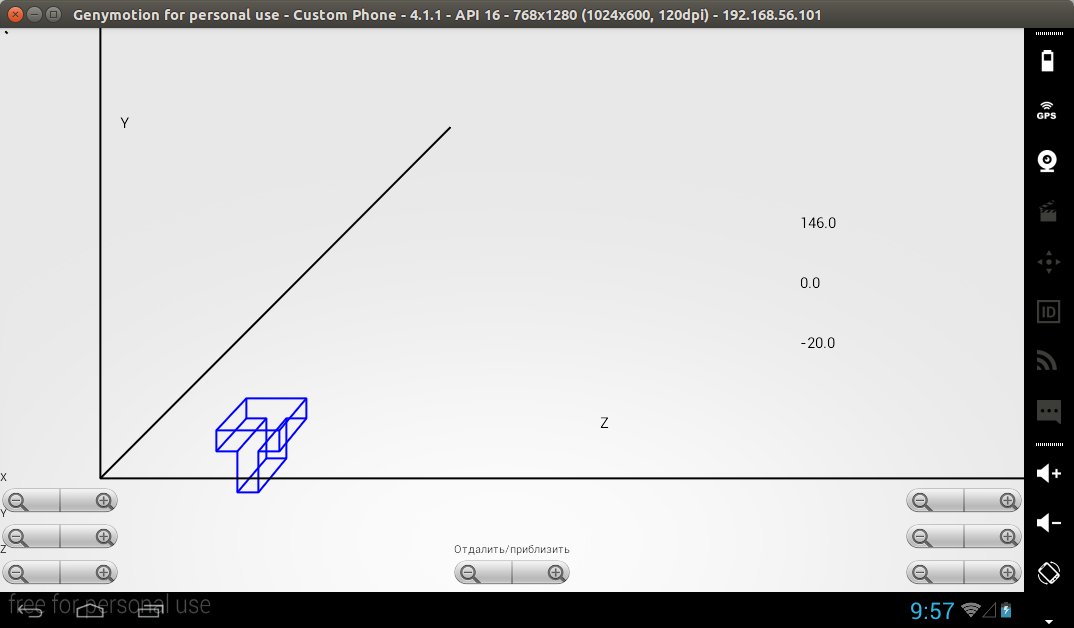 Genymotion for personal use - Custom Phone - 4.1.1 - API 16 - 768x1280 (1024x600, 120dpi) - 192.168.56.101
GPS
Y
146.0
0.0
ID
-20.0
Z
X
Y
Z
Отдалить/приблизить
free for personal use
9:57